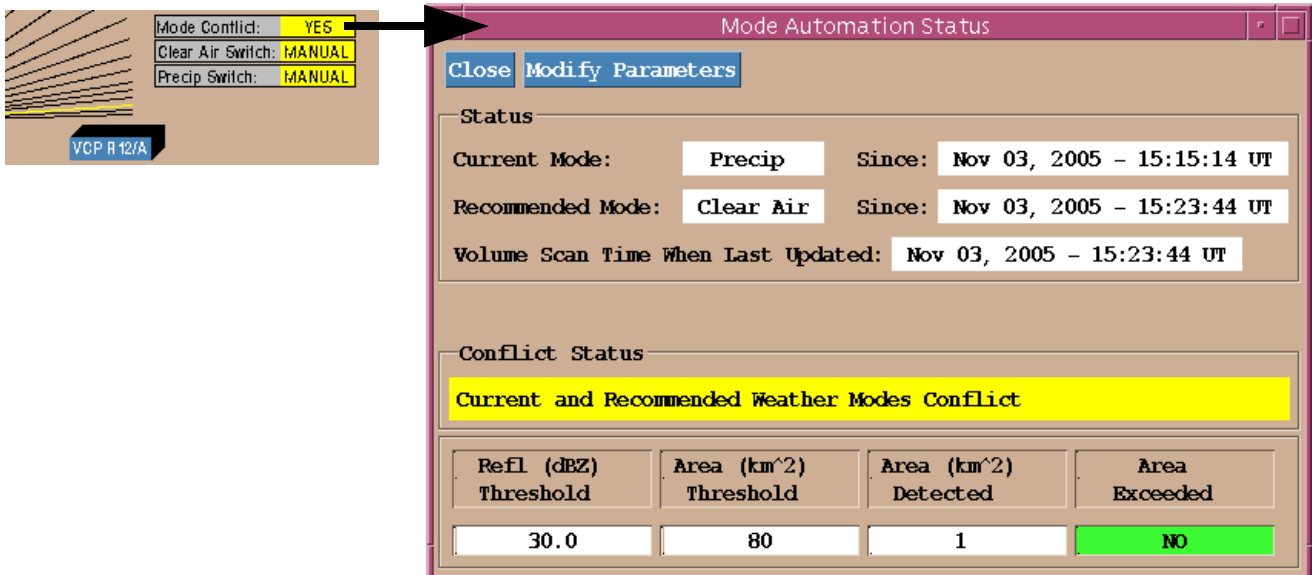 Mode Conflict: YES
Clear Air Switch: MANUAL
Precip Switch: MANUAL
VCP R12/A
Mode Automation Status
Close Modify Parameters
Status
Current Mode: Precip Since: Nov 03, 2005 - 15:15:14 UT
Recommended Mode: Clear Air Since: Nov 03, 2005 - 15:23:44 UT
Volume Scan Time When Last Updated: Nov 03, 2005 - 15:23:44 UT
Conflict Status
Current and Recommended Weather Modes Conflict
Refl (dBZ) Area (km^2) Area (km^2) Area
Threshold Threshold Detected Exceeded
30.0 80 1 NO